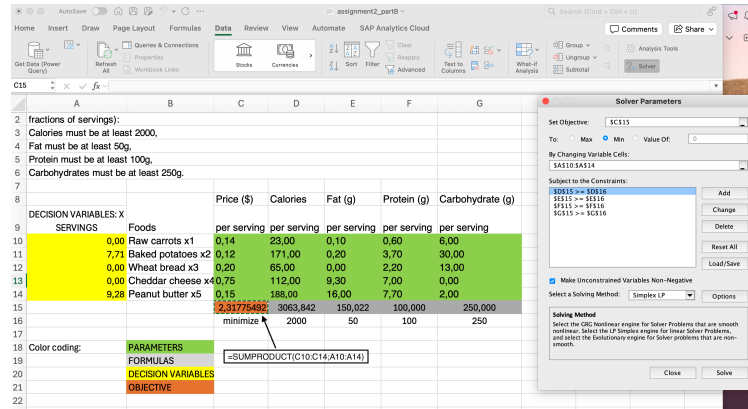 AutoSave
assignment2_partB
Search (Cmd + Ctrl + U)
Home Insert Draw Page Layout Formulas Data Review View Automate SAP Analytics Cloud
Comments Share
Get Data (Power Query)
Refresh All
Queries & Connections
Properties
Workbook Links
Stocks
Currencies
Sort
Filter
Clear
Reapply
Advanced
Text to Columns
What-If Analysis
Group
Ungroup
Subtotal
Analysis Tools
Solver
C15 fx
A B C D E F G
2 fractions of servings):
3 Calories must be at least 2000,
4 Fat must be at least 50g,
5 Protein must be at least 100g,
6 Carbohydrates must be at least 250g.
7
8 Price ($) Calories Fat (g) Protein (g) Carbohydrate (g)
DECISION VARIABLES: X
9 SERVINGS Foods per serving per serving per serving per serving per serving
10 0,00 Raw carrots x1 0,14 23,00 0,10 0,60 6,00
11 7,71 Baked potatoes x2 0,12 171,00 0,20 3,70 30,00
12 0,00 Wheat bread x3 0,20 65,00 0,00 2,20 13,00
13 0,00 Cheddar cheese x4 0,75 112,00 9,30 7,00 0,00
14 9,28 Peanut butter x5 0,15 188,00 16,00 7,70 2,00
15 2,31775492 3063,842 150,022 100,000 250,000
16 minimize 2000 50 100 250
17
18 Color coding: PARAMETERS
19 FORMULAS
=SUMPRODUCT(C10:C14;A10:A14)
20 DECISION VARIABLES
21 OBJECTIVE
22
Solver Parameters
Set Objective: $C$15
To: Max Min Value Of: 0
By Changing Variable Cells:
$A$10:$A$14
Subject to the Constraints:
$D$15 >= $D$16
$E$15 >= $E$16
$F$15 >= $F$16
$G$15 >= $G$16
Add
Change
Delete
Reset All
Load/Save
Make Unconstrained Variables Non-Negative
Select a Solving Method: Simplex LP Options
Solving Method
Select the GRG Nonlinear engine for Solver Problems that are smooth
nonlinear. Select the LP Simplex engine for linear Solver Problems,
and select the Evolutionary engine for Solver problems that are non-
smooth.
Close Solve